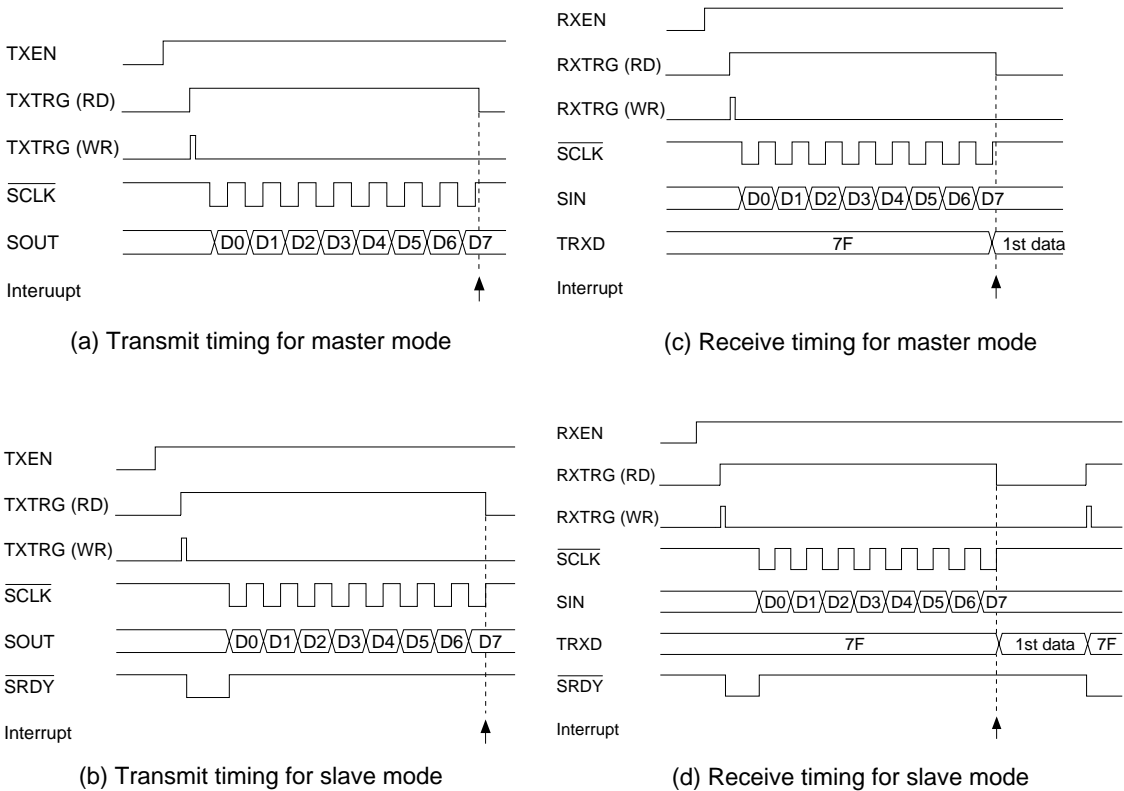 TXEN
TXTRG (RD)
TXTRG (WR)
SCLK
SOUT D0 D1 D2 D3 D4 D5 D6 D7
Interuupt
(a) Transmit timing for master mode
RXEN
RXTRG (RD)
RXTRG (WR)
SCLK
SIN D0 D1 D2 D3 D4 D5 D6 D7
TRXD 7F 1st data
Interrupt
(c) Receive timing for master mode
TXEN
TXTRG (RD)
TXTRG (WR)
SCLK
SOUT D0 D1 D2 D3 D4 D5 D6 D7
SRDY
Interrupt
(b) Transmit timing for slave mode
RXEN
RXTRG (RD)
RXTRG (WR)
SCLK
SIN D0 D1 D2 D3 D4 D5 D6 D7
TRXD 7F 1st data 7F
SRDY
Interrupt
(d) Receive timing for slave mode